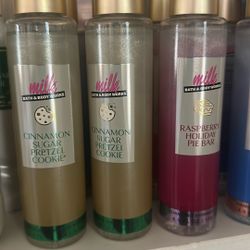 milk
BATH & BODY WORKS
CINNAMON
SUGAR
PRETZEL
COOKIE
milk
BATH & BODY WORKS
CINNAMON
SUGAR
PRETZEL
COOKIE
milk
BATH & BODY WORKS
RASPBERRY
HOLIDAY
PIE BAR